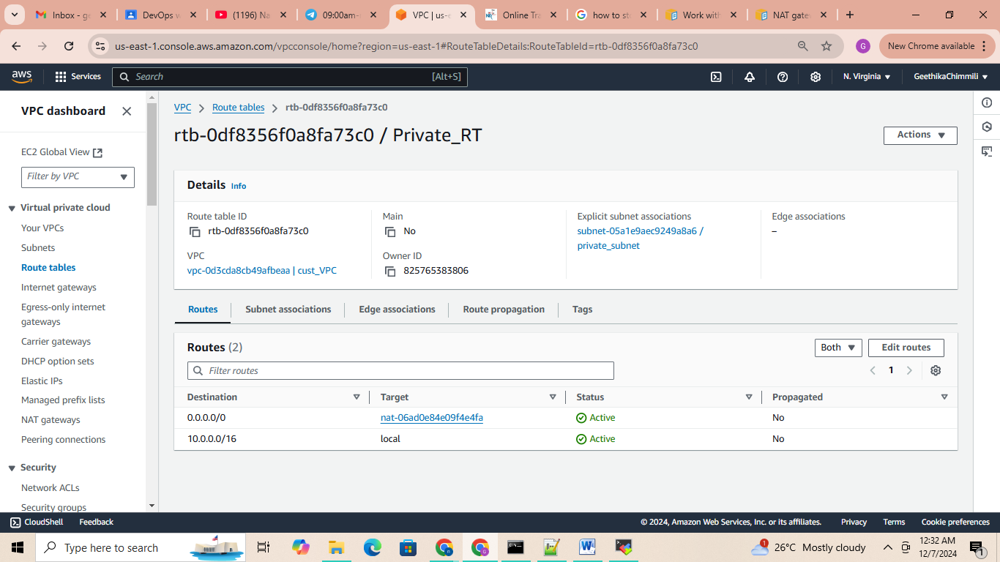 Inbox - ge
DevOps w
(1196) Na
09:00am-
VPC | us-e
Online Tra
how to st
Work with
NAT gate
us-east-1.console.aws.amazon.com/vpcconsole/home?region=us-east-1#RouteTableDetails:RouteTableId=rtb-0df8356f0a8fa73c0
G
New Chrome available
aws
Services
Search
[Alt+S]
N. Virginia
GeethikaChimmili
VPC dashboard
EC2 Global View
Filter by VPC
Virtual private cloud
Your VPCs
Subnets
Route tables
Internet gateways
Egress-only internet
gateways
Carrier gateways
DHCP option sets
Elastic IPs
Managed prefix lists
NAT gateways
Peering connections
Security
Network ACLs
Security groups
VPC
Route tables
rtb-0df8356f0a8fa73c0
rtb-0df8356f0a8fa73c0 / Private_RT
Actions
Details Info
Route table ID
rtb-0df8356f0a8fa73c0
Main
No
Explicit subnet associations
subnet-05a1e9aec9249a8a6 /
private_subnet
Edge associations
–
VPC
vpc-0d3cda8cb49afbeaa | cust_VPC
Owner ID
825765383806
Routes
Subnet associations
Edge associations
Route propagation
Tags
Routes (2)
Both
Edit routes
Filter routes
1
Destination Target Status Propagated
0.0.0.0/0 nat-06ad0e84e09f4e4fa Active No
10.0.0.0/16 local Active No
CloudShell
Feedback
© 2024, Amazon Web Services, Inc. or its affiliates.
Privacy
Terms
Cookie preferences
Type here to search
26°C Mostly cloudy
12:32 AM
12/7/2024
1